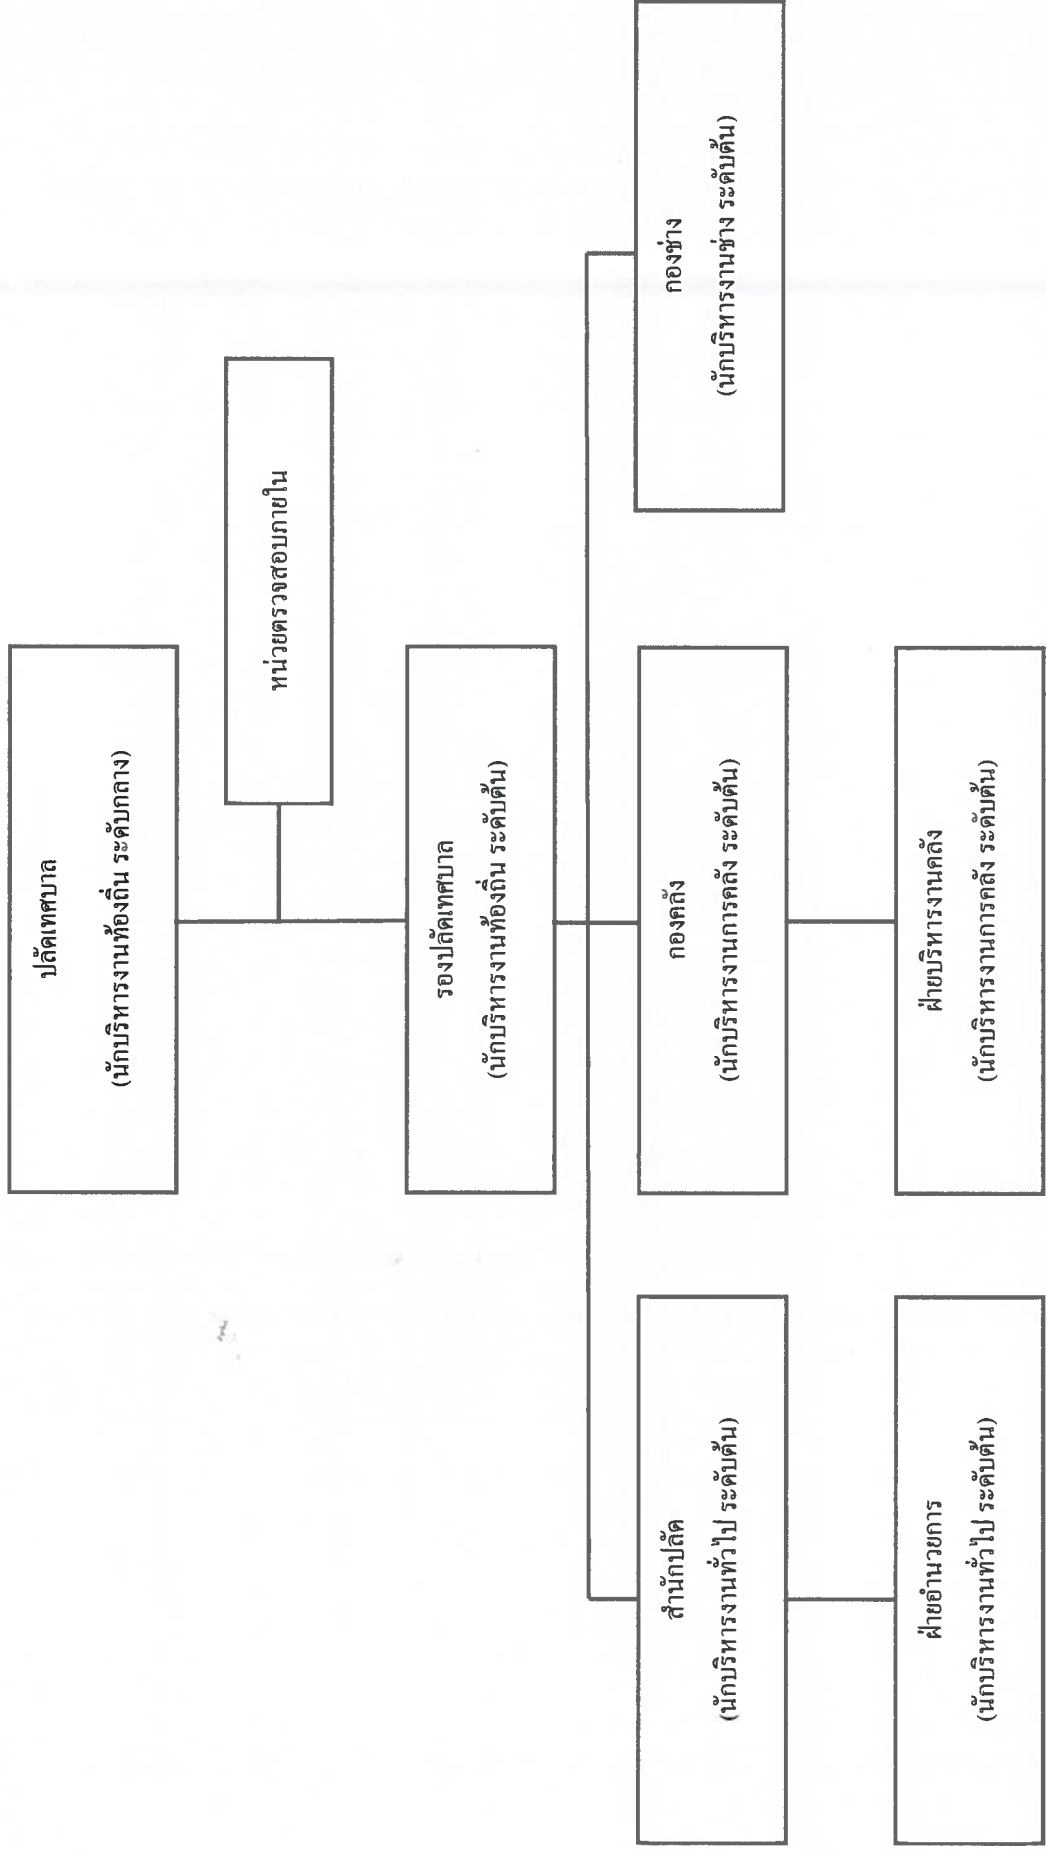 ปลัดเทศบาล
(นักบริหารงานท้องถิ่น ระดับกลาง)
หน่วยตรวจสอบภายใน
รองปลัดเทศบาล
(นักบริหารงานท้องถิ่น ระดับต้น)
สำนักปลัด
(นักบริหารงานทั่วไป ระดับต้น)
กองคลัง
(นักบริหารงานการคลัง ระดับต้น)
กองช่าง
(นักบริหารงานช่าง ระดับต้น)
ฝ่ายอำนวยการ
(นักบริหารงานทั่วไป ระดับต้น)
ฝ่ายบริหารงานคลัง
(นักบริหารงานการคลัง ระดับต้น)